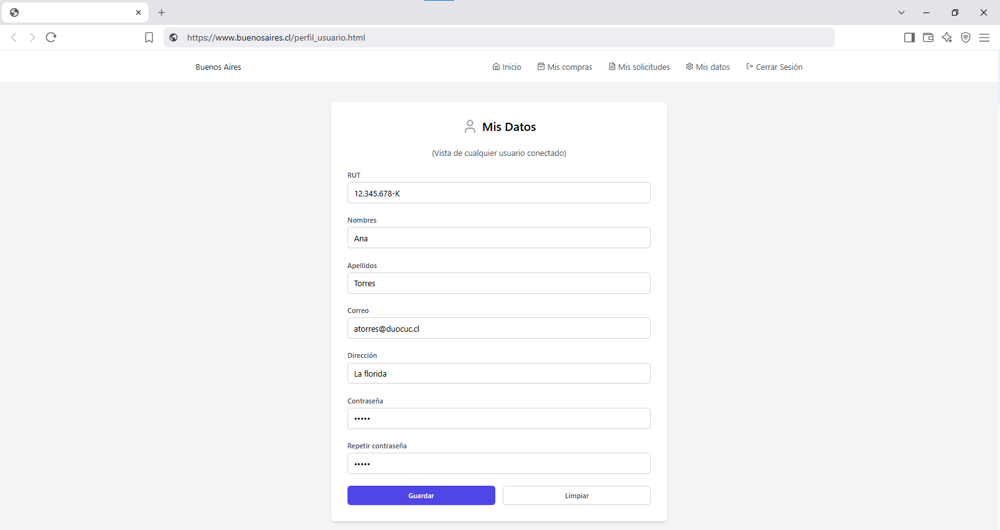 https://www.buenosaires.cl/perfil_usuario.html
Buenos Aires Inicio Mis compras Mis solicitudes Mis datos Cerrar Sesión
Mis Datos
(Vista de cualquier usuario conectado)
RUT
12.345.678-K
Nombres
Ana
Apellidos
Torres
Correo
atorres@duocuc.cl
Dirección
La florida
Contraseña
•••••
Repetir contraseña
•••••
Guardar Limpiar